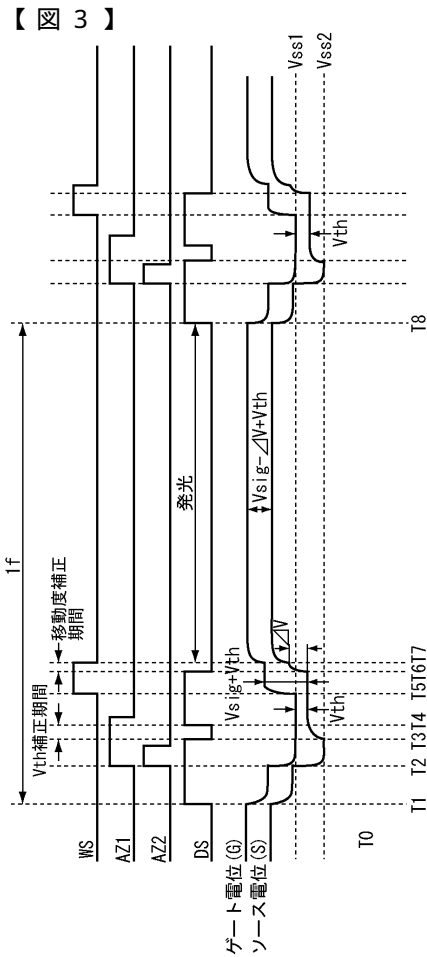 【図3】
1f
Vth補正期間
移動度補正
期間
WS
AZ1
AZ2
発光
DS
Vsig+Vth
⊿V
Vsig-⊿V+Vth
ゲート電位(G)
ソース電位(S)
Vss1
Vss2
Vth
Vth
T0
T1
T2
T3
T4
T5
T6
T7
T8